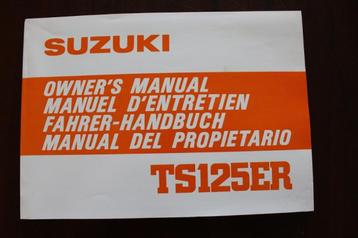 SUZUKI
OWNER'S MANUAL
MANUEL D'ENTRETIEN
FAHRER-HANDBUCH
MANUAL DEL PROPIETARIO
TS125ER